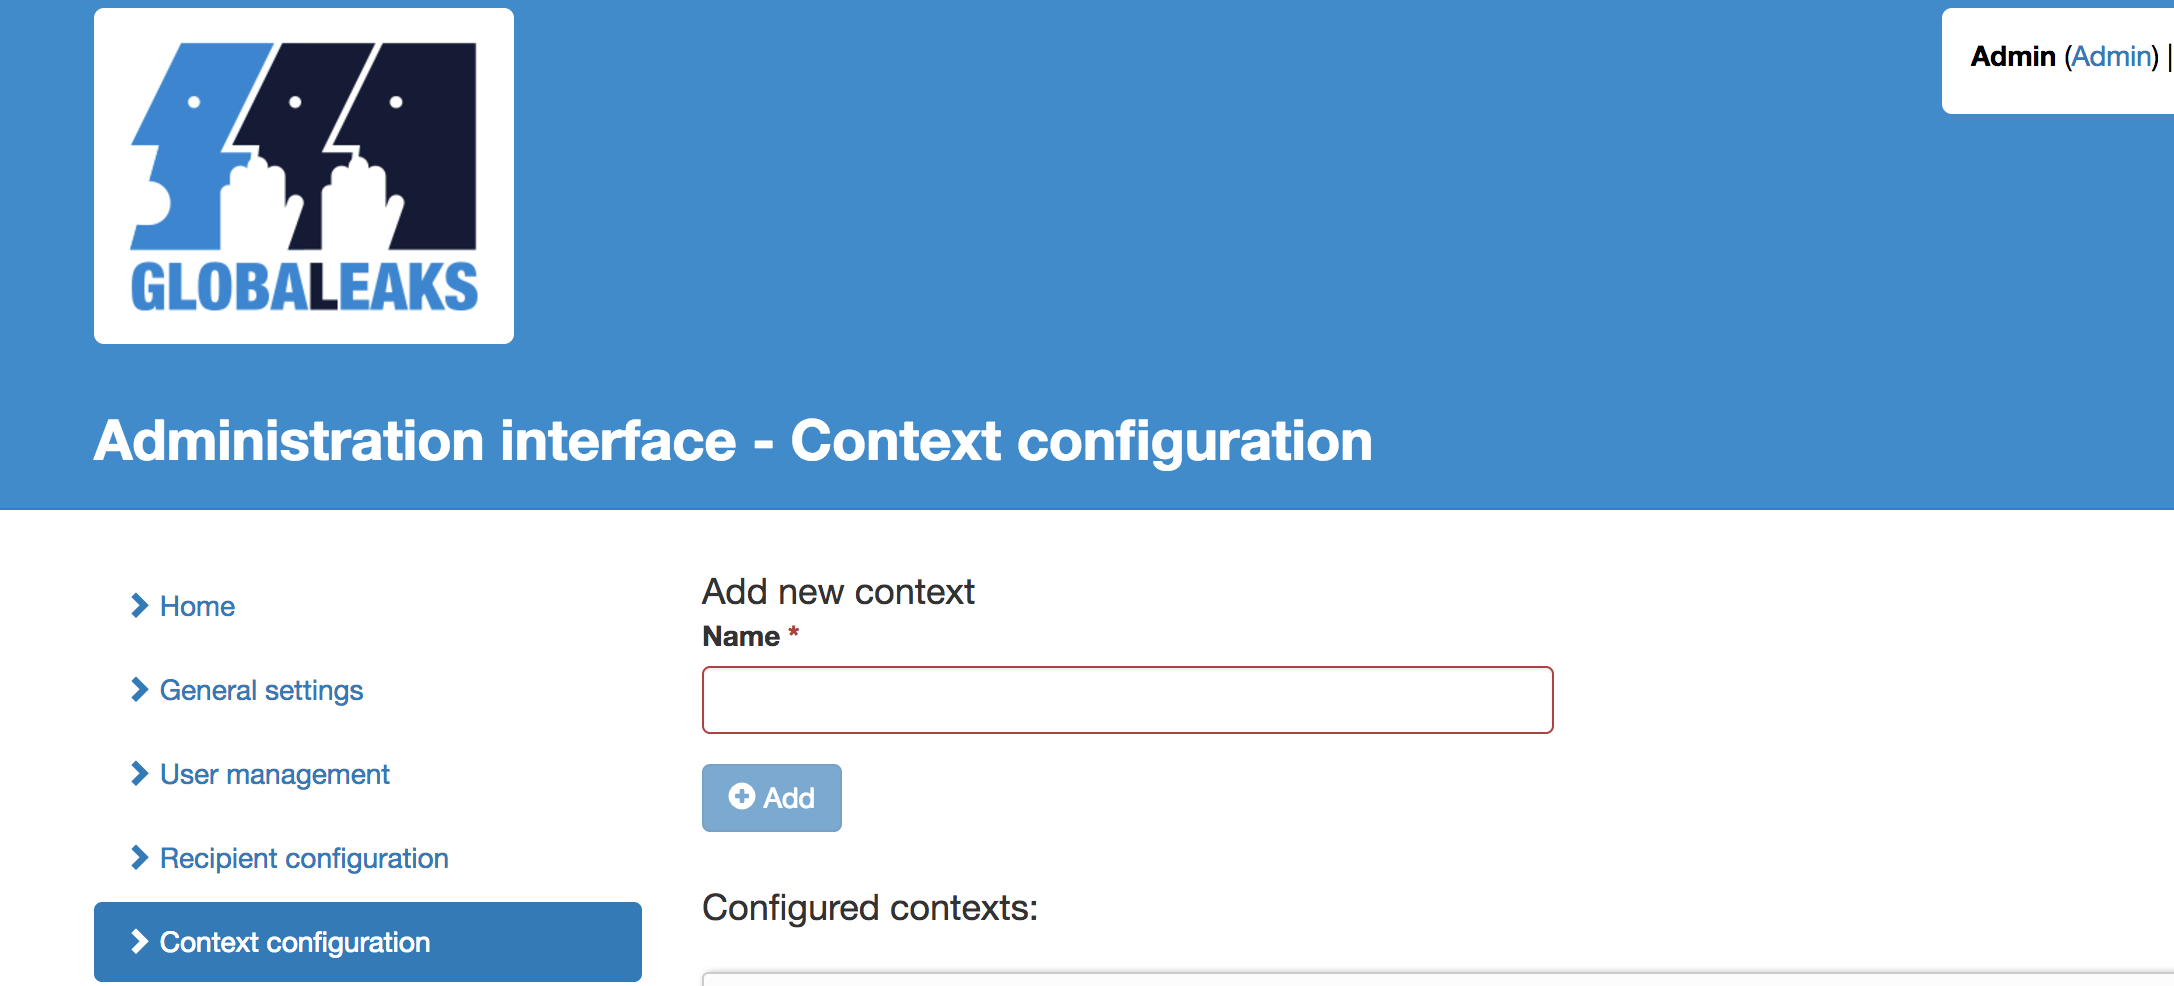 GLOBALEAKS
Admin (Admin) |
Administration interface - Context configuration
Home
General settings
User management
Recipient configuration
Context configuration
Add new context
Name *
Add
Configured contexts: